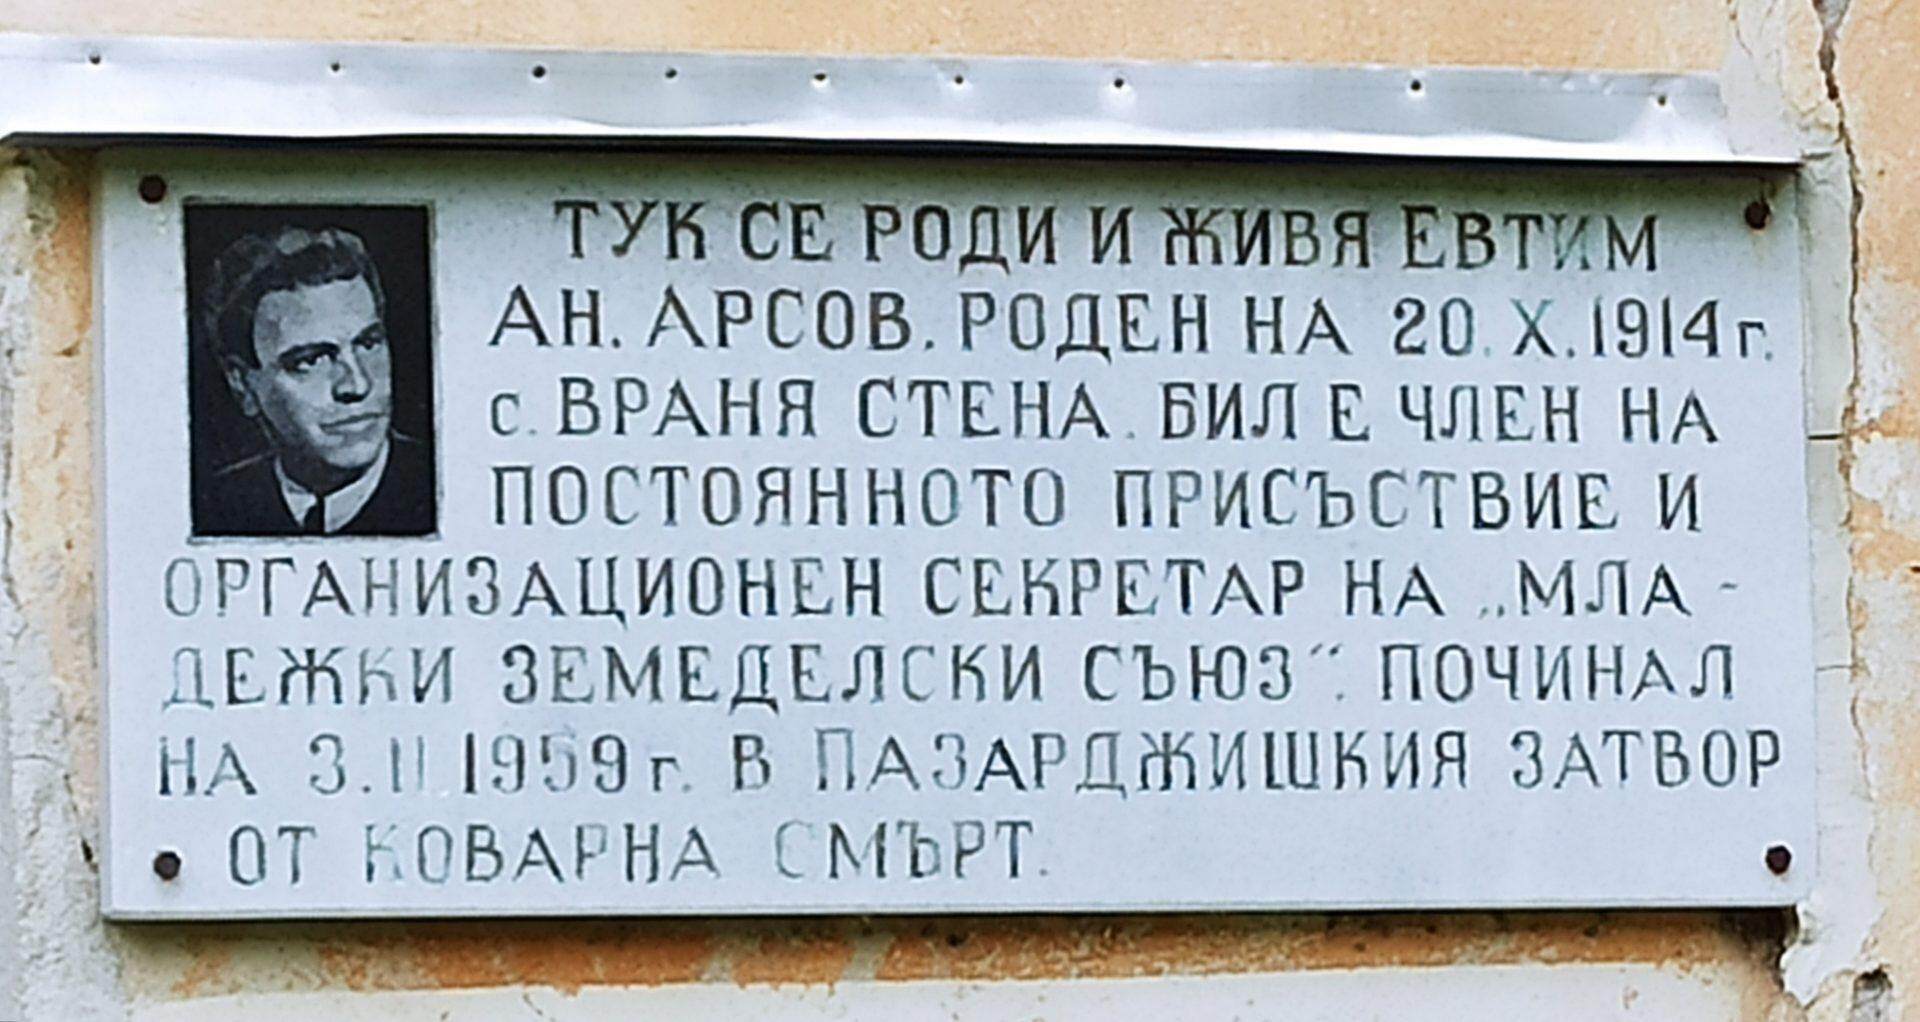 ТУК СЕ РОДИ И ЖИВЯ ЕВТИМ
АН. АРСОВ. РОДЕН НА 20. X. 1914 г.
с. ВРАНЯ СТЕНА. БИЛ Е ЧЛЕН НА
ПОСТОЯННОТО ПРИСЪСТВИЕ И
ОРГАНИЗАЦИОНЕН СЕКРЕТАР НА „МЛА-
ДЕЖКИ ЗЕМЕДЕЛСКИ СЪЮЗ“. ПОЧИНАЛ
НА 3. II. 1959 г. В ПАЗАРДЖИШКИЯ ЗАТВОР
ОТ КОВАРНА СМЪРТ.